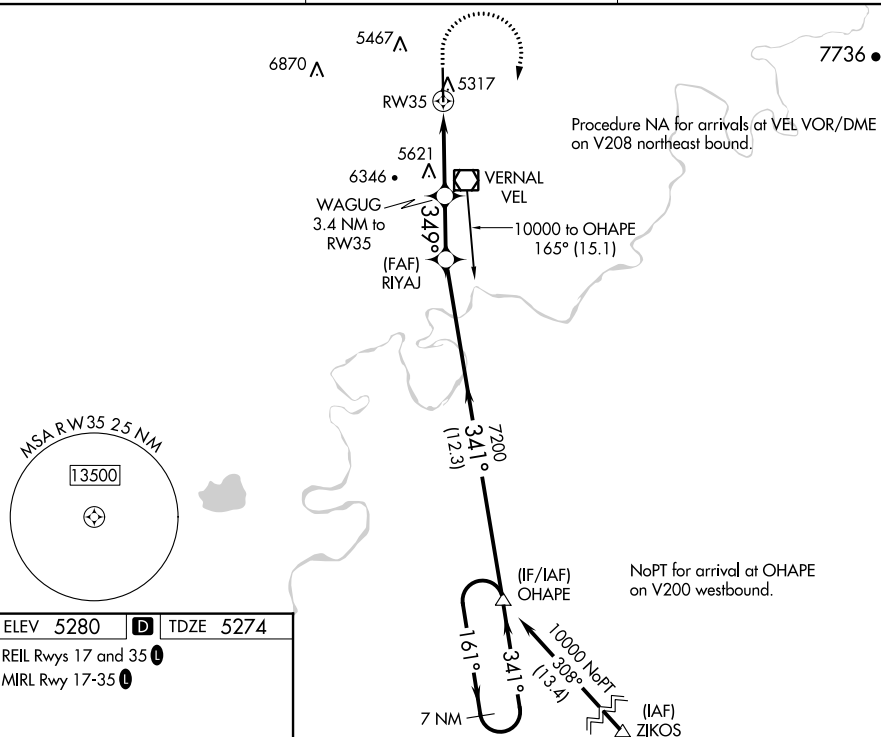 5467
6870
7736
5317
RW35
Procedure NA for arrivals at VEL VOR/DME
on V208 northeast bound.
5621
6346
VERNAL
VEL
WAGUG
3.4 NM to
RW35
349°
10000 to OHAPE
165° (15.1)
(FAF)
RIYAJ
7200
341°
(12.3)
MSA RW35 25 NM
13500
(IF/IAF)
OHAPE
NoPT for arrival at OHAPE
on V200 westbound.
ELEV 5280 D TDZE 5274
REIL Rwys 17 and 35 L
MIRL Rwy 17-35 L
161°
341°
10000 NoPT
308°
(13.4)
7 NM
(IAF)
ZIKOS